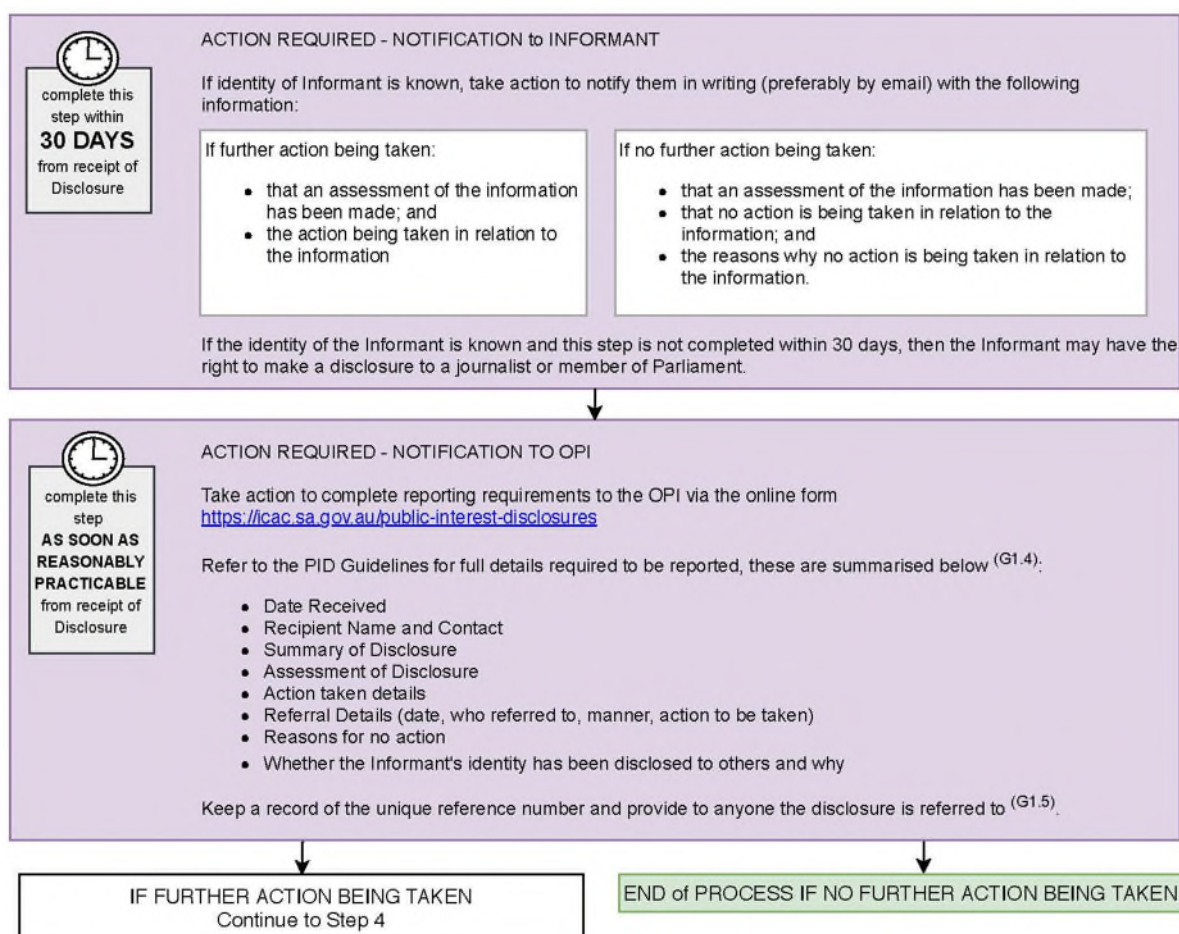 ACTION REQUIRED - NOTIFICATION to INFORMANT
complete this
step within
30 DAYS
from receipt of
Disclosure
If identity of Informant is known, take action to notify them in writing (preferably by email) with the following
information:
If further action being taken:
• that an assessment of the information
has been made; and
• the action being taken in relation to
the information
If no further action being taken:
• that an assessment of the information has been made;
• that no action is being taken in relation to the
information; and
• the reasons why no action is being taken in relation to
the information.
If the identity of the Informant is known and this step is not completed within 30 days, then the Informant may have the
right to make a disclosure to a journalist or member of Parliament.
ACTION REQUIRED - NOTIFICATION TO OPI
complete this
step
AS SOON AS
REASONABLY
PRACTICABLE
from receipt of
Disclosure
Take action to complete reporting requirements to the OPI via the online form
https://icac.sa.gov.au/public-interest-disclosures
Refer to the PID Guidelines for full details required to be reported, these are summarised below (G1.4):
• Date Received
• Recipient Name and Contact
• Summary of Disclosure
• Assessment of Disclosure
• Action taken details
• Referral Details (date, who referred to, manner, action to be taken)
• Reasons for no action
• Whether the Informant's identity has been disclosed to others and why
Keep a record of the unique reference number and provide to anyone the disclosure is referred to (G1.5).
IF FURTHER ACTION BEING TAKEN
Continue to Step 4
END of PROCESS IF NO FURTHER ACTION BEING TAKEN